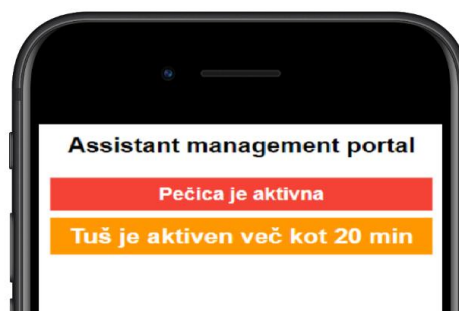 Assistant management portal
Pečica je aktivna
Tuš je aktiven več kot 20 min